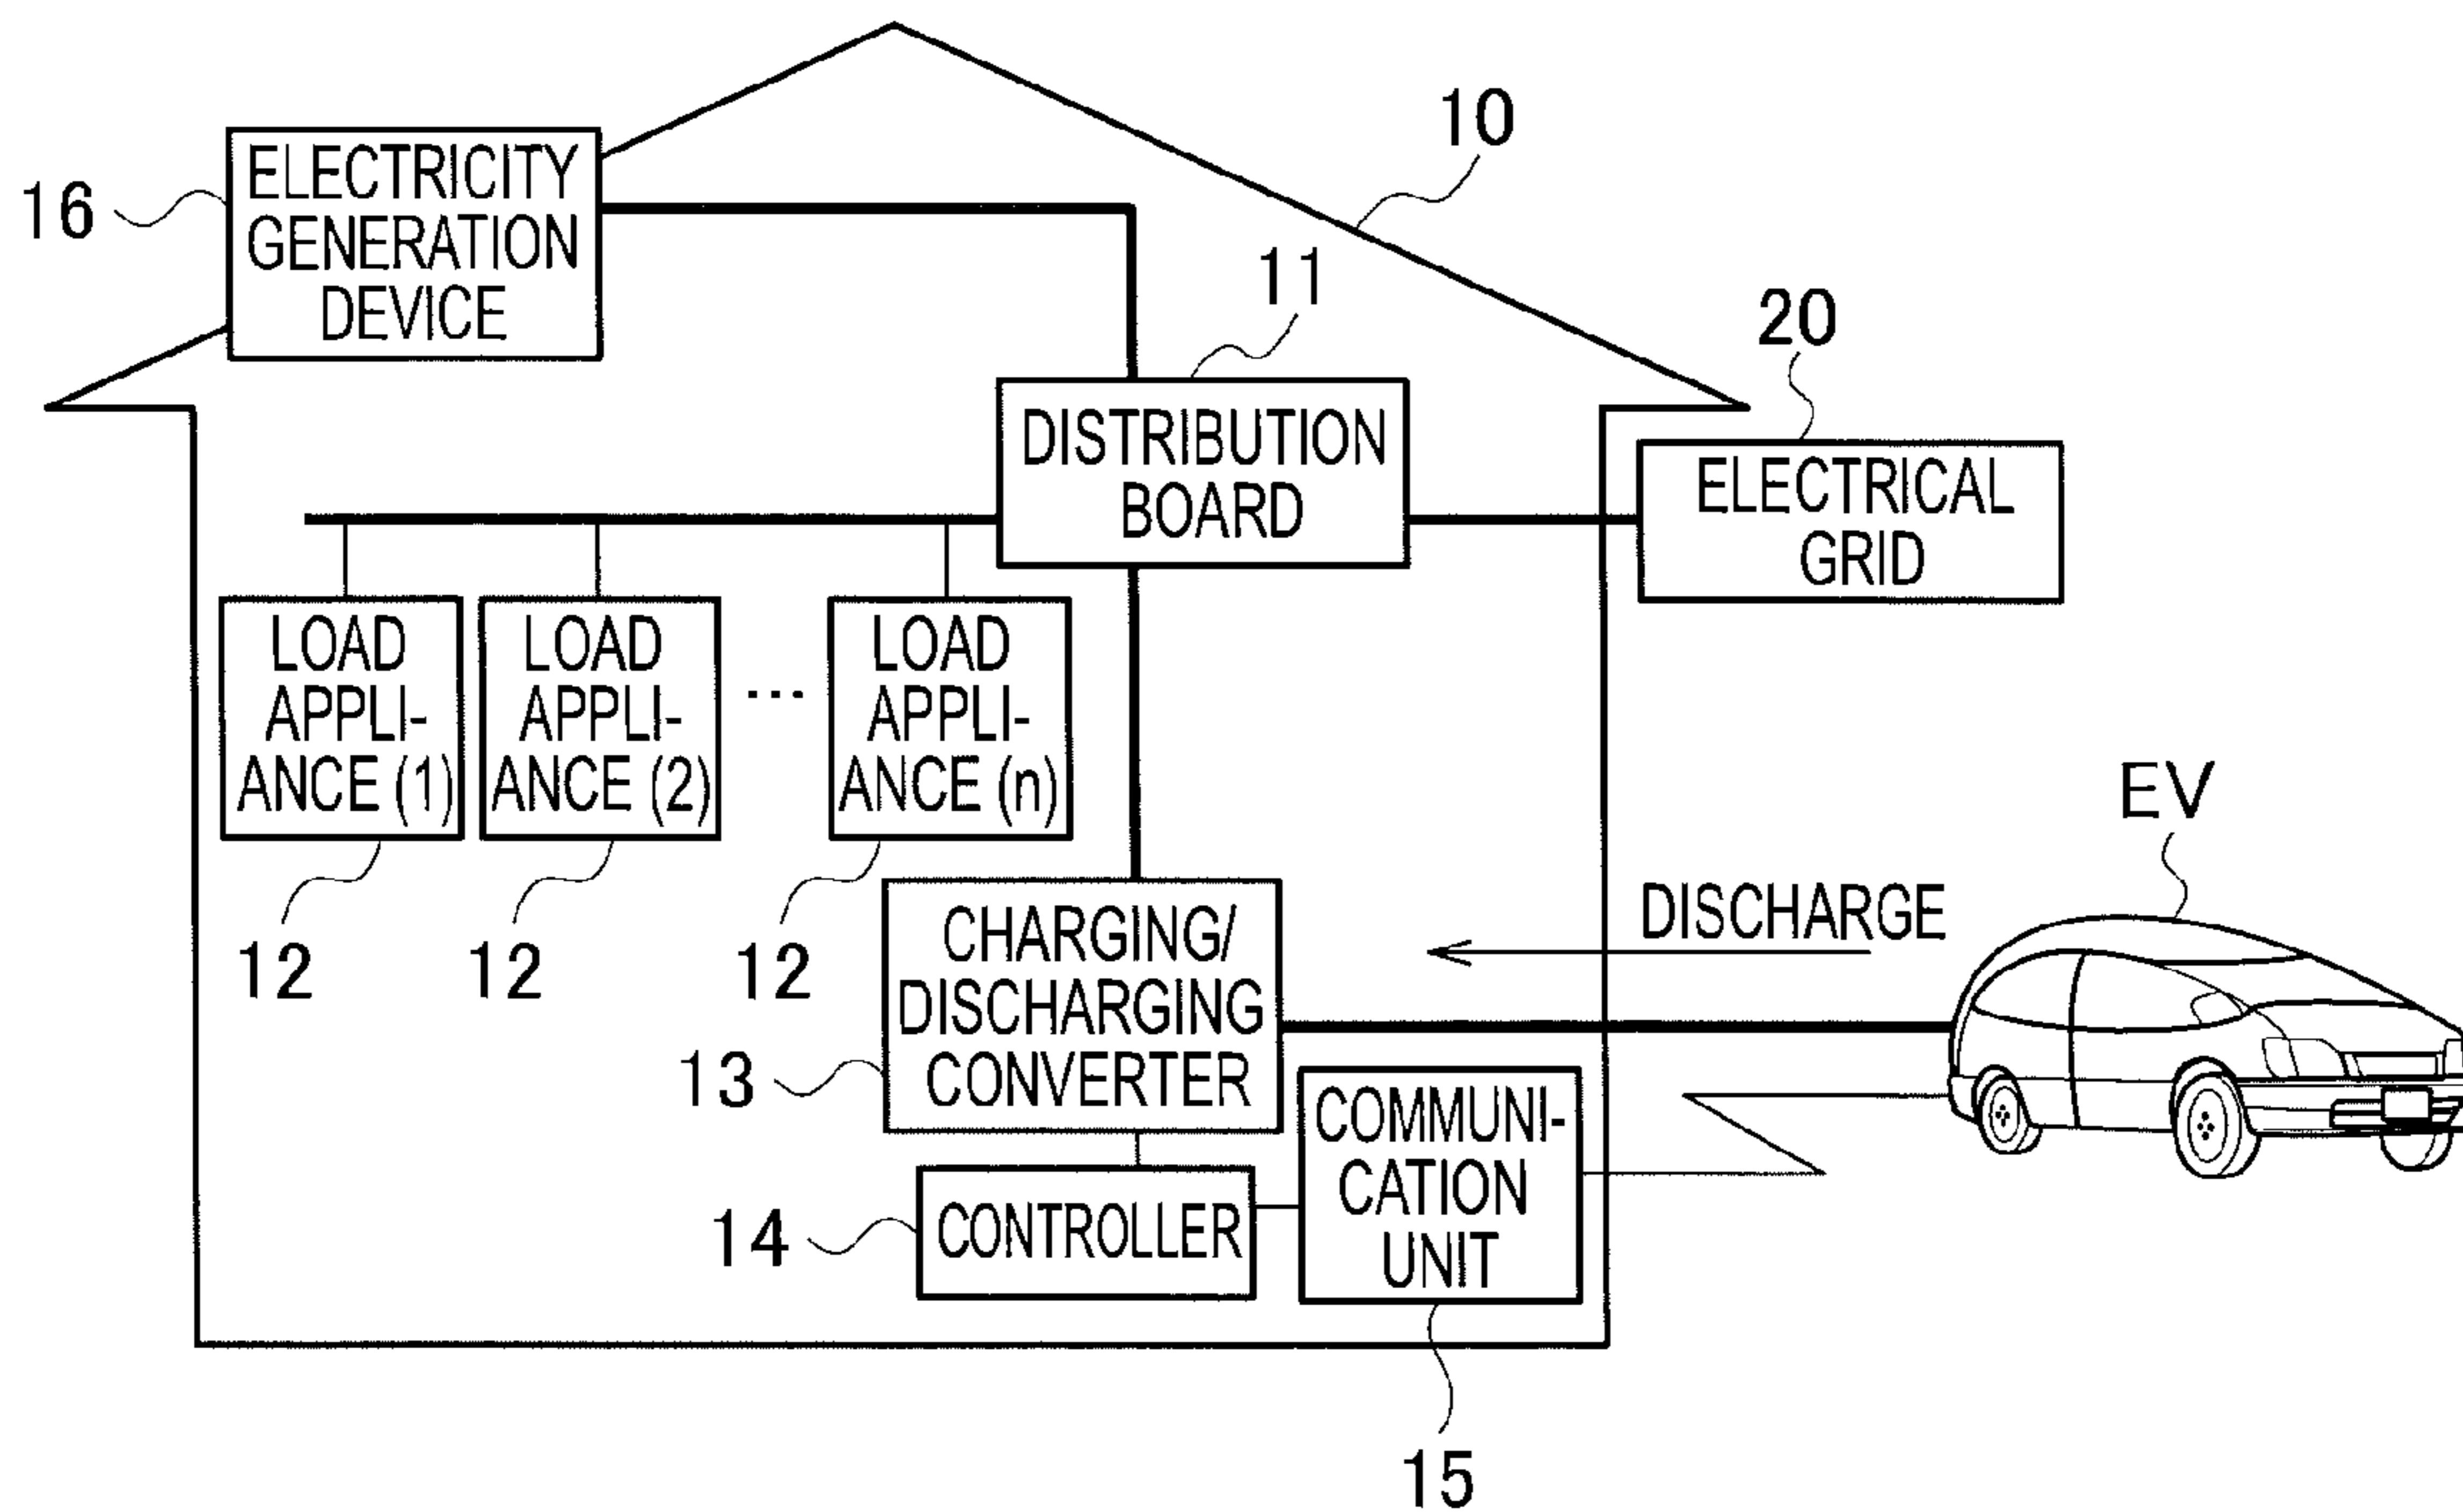 10
ELECTRICITY
GENERATION
DEVICE
16
11
20
DISTRIBUTION
BOARD
ELECTRICAL
GRID
LOAD
APPLI-
ANCE (1)
LOAD
APPLI-
ANCE (2)
...
LOAD
APPLI-
ANCE (n)
12
12
12
EV
DISCHARGE
CHARGING/
DISCHARGING
CONVERTER
13
COMMUNI-
CATION
UNIT
CONTROLLER
14
15